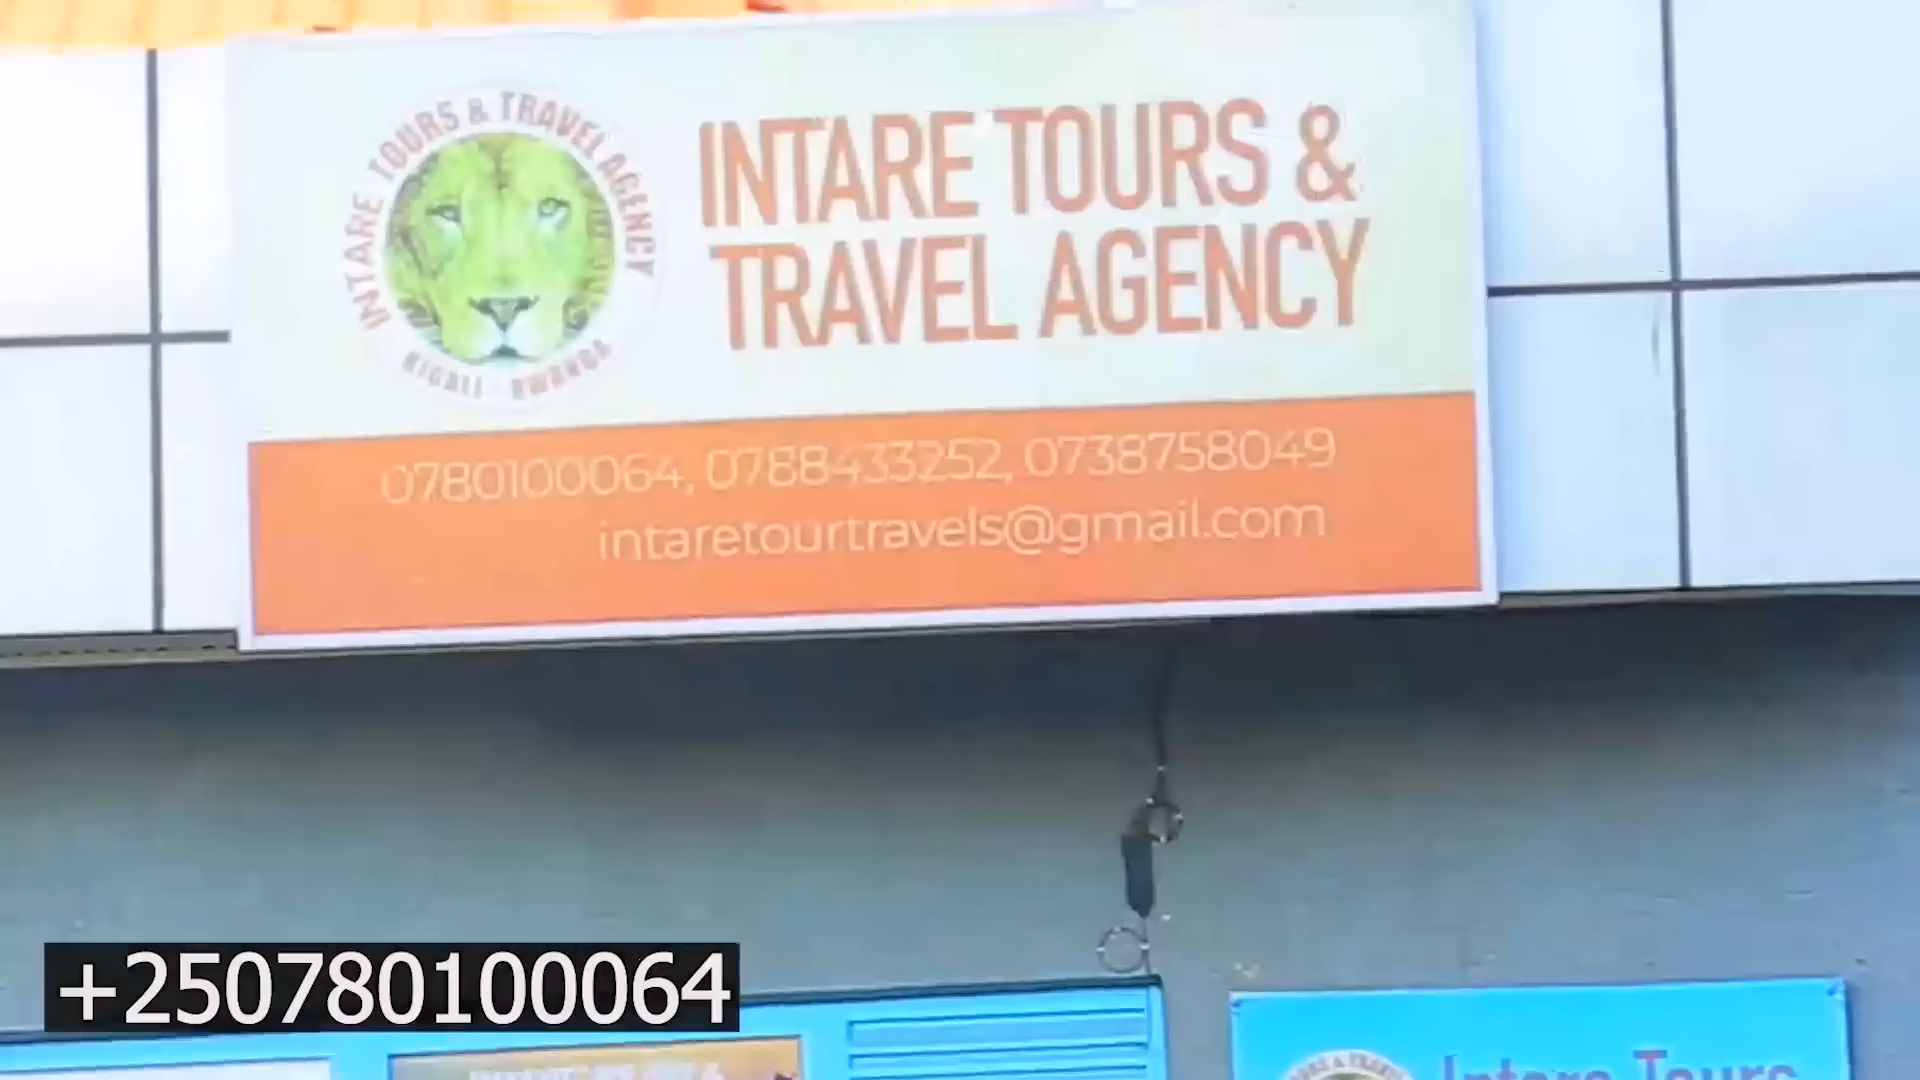 INTARE TOURS & TRAVEL AGENCY
KIGALI - RWANDA
INTARE TOURS &
TRAVEL AGENCY
0780100064, 0788433252, 0738758049
intaretourtravels@gmail.com
+250780100064
Intare Tours